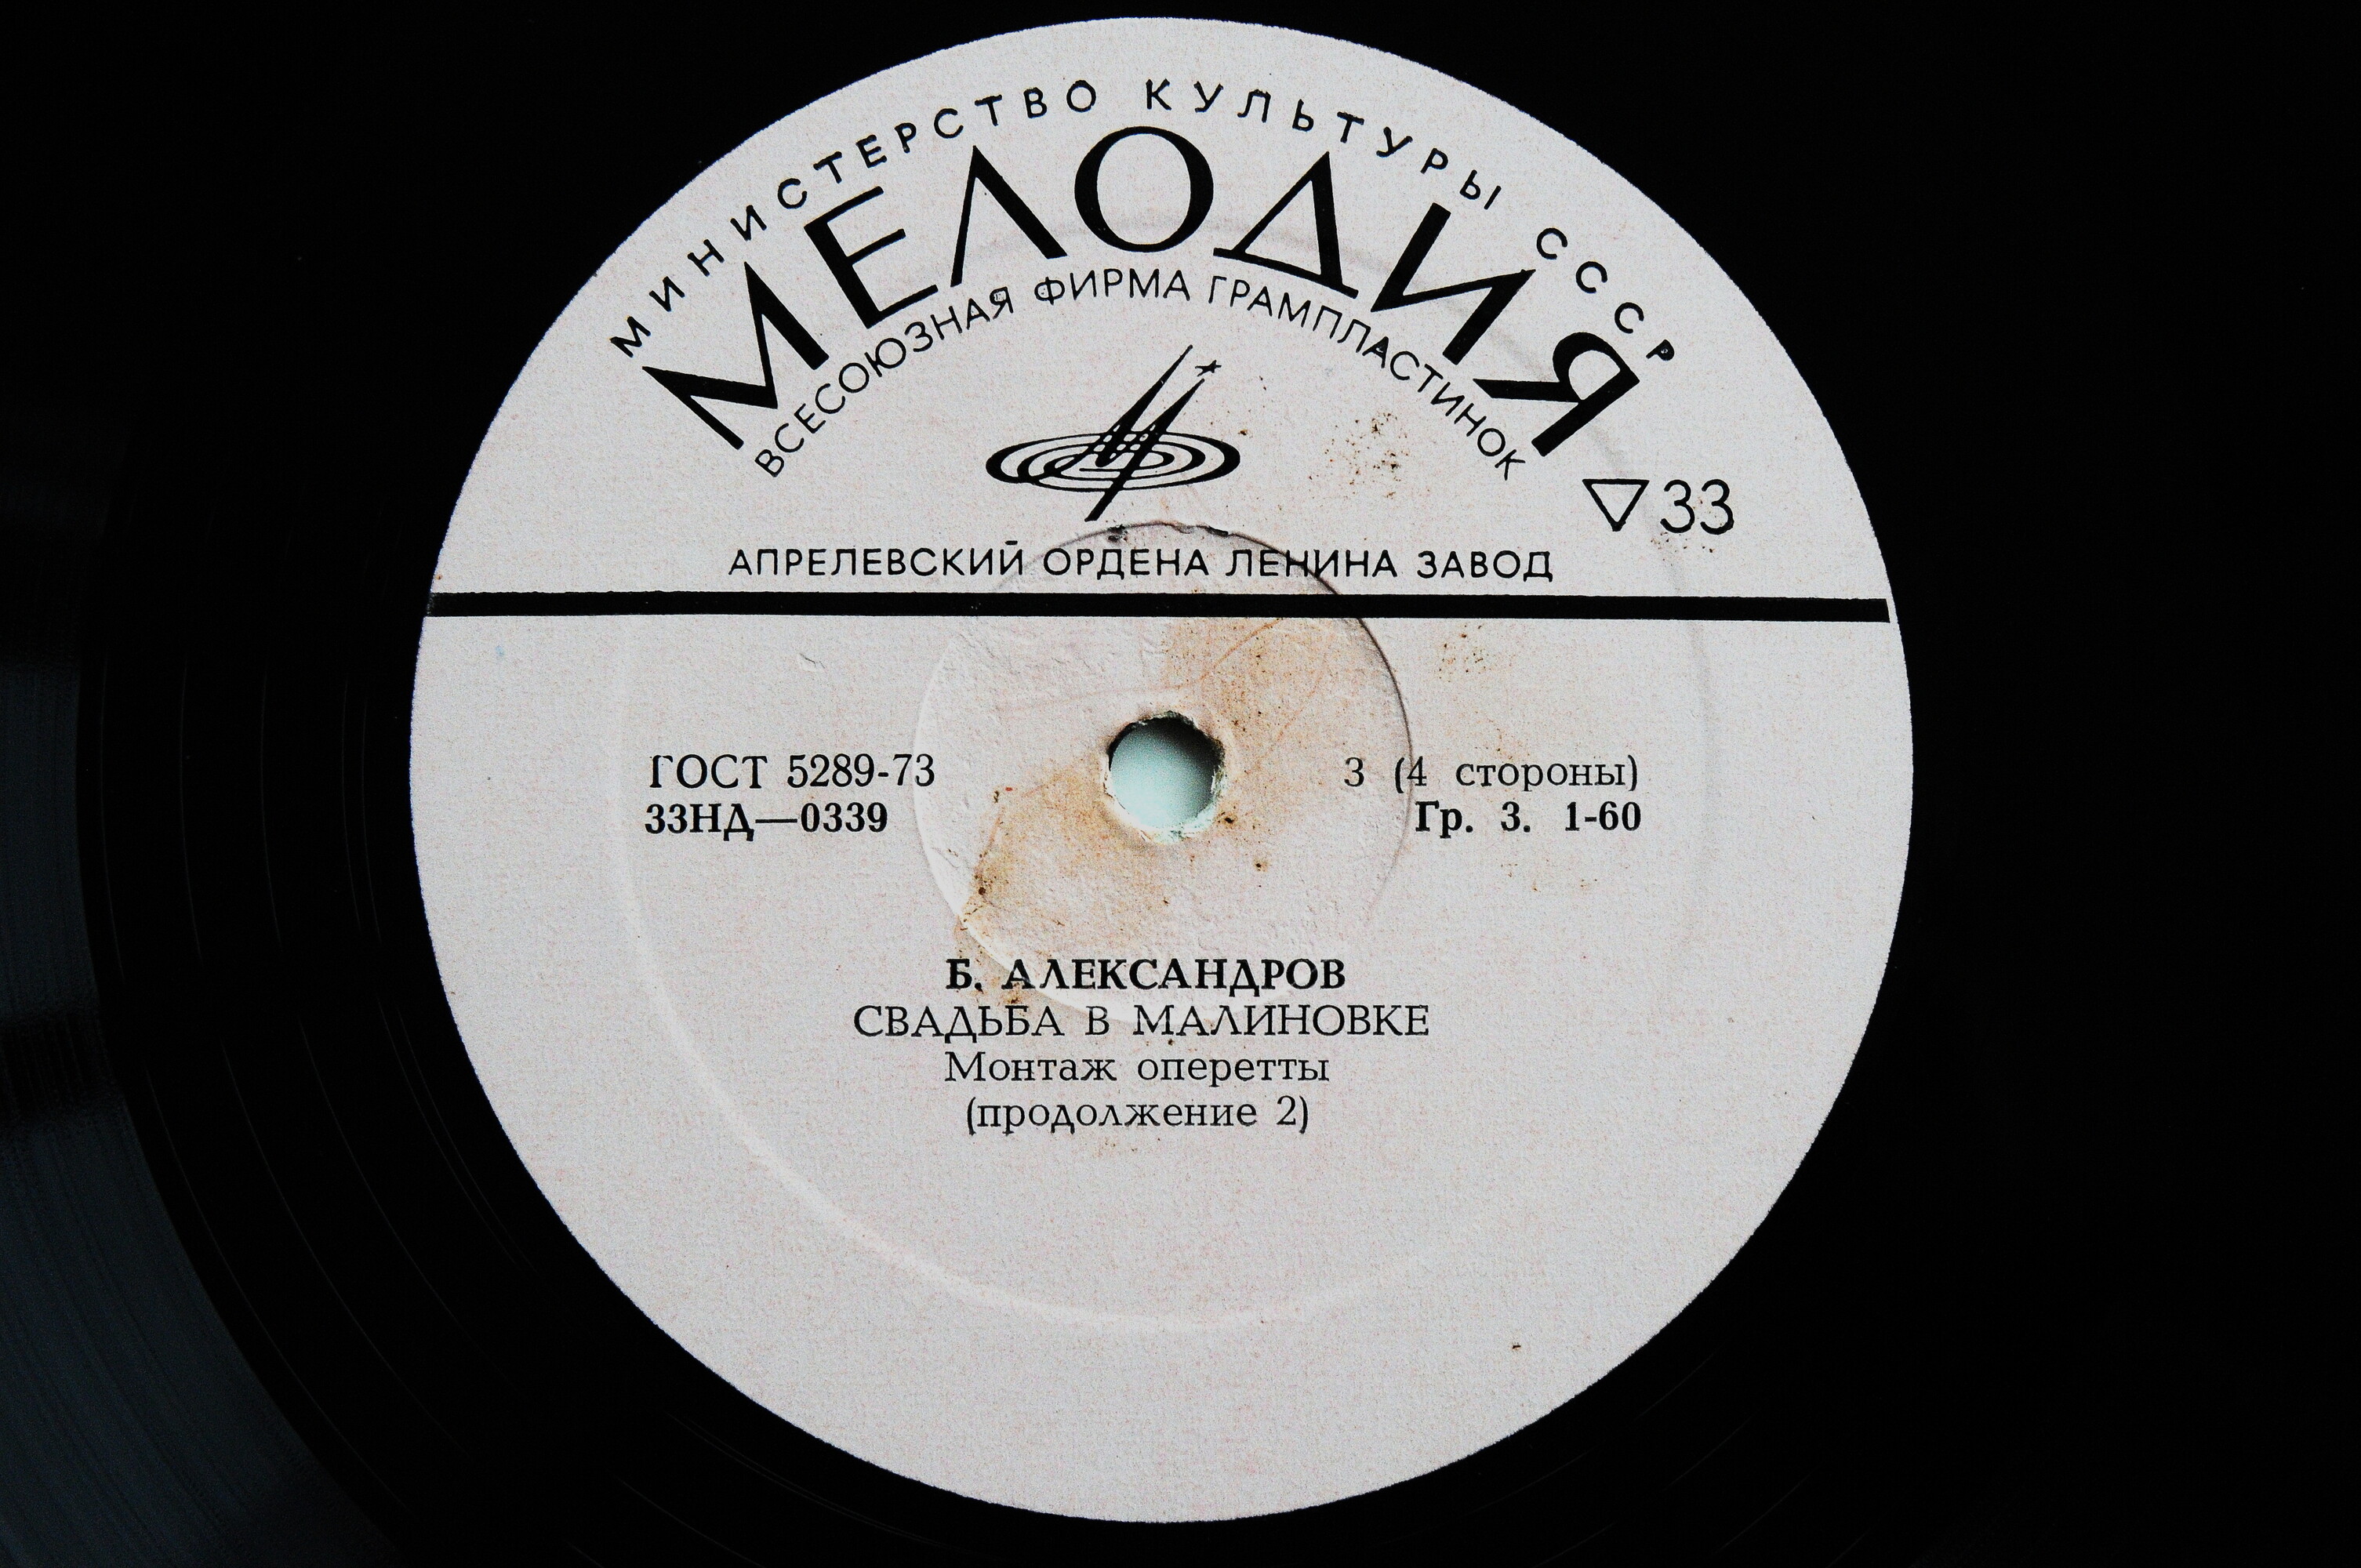 МИНИСТЕРСТВО КУЛЬТУРЫ СССР
МЕЛОДИЯ
ВСЕСОЮЗНАЯ ФИРМА ГРАМПЛАСТИНОК
33
АПРЕЛЕВСКИЙ ОРДЕНА ЛЕНИНА ЗАВОД
ГОСТ 5289-73 3 (4 стороны)
33НД—0339 Гр. 3. 1-60
Б. АЛЕКСАНДРОВ
СВАДЬБА В МАЛИНОВКЕ
Монтаж оперетты
(продолжение 2)